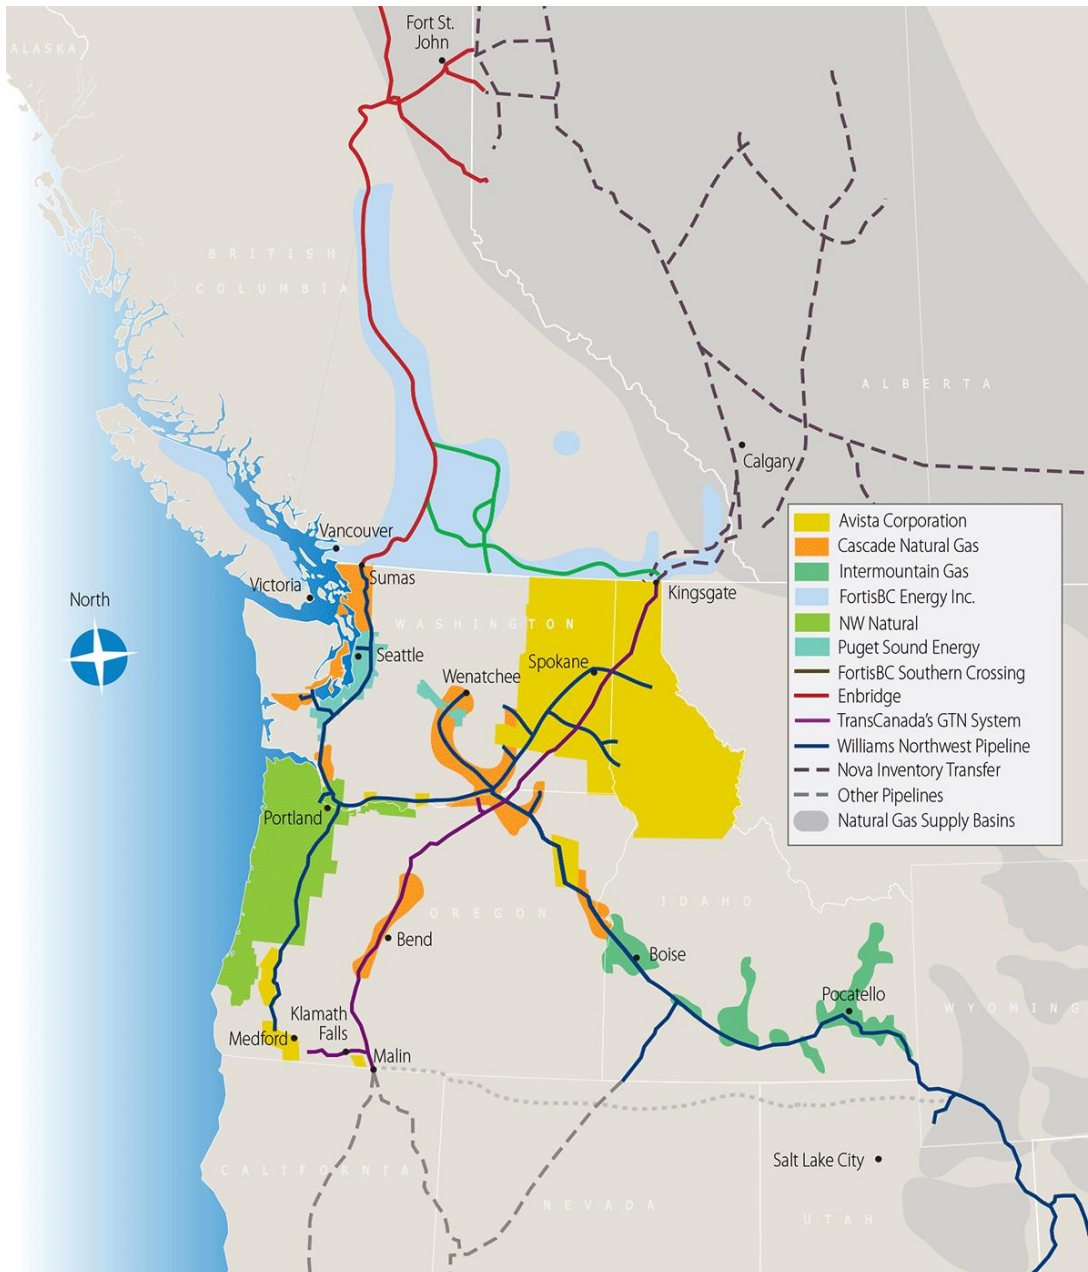 ALASKA
Fort St.
John
BRITISH
COLUMBIA
ALBERTA
Calgary
Vancouver
Sumas
Victoria
Kingsgate
North
WASHINGTON
Seattle
Wenatchee
Spokane
Portland
OREGON
IDAHO
Bend
Boise
Pocatello
WYOMING
Klamath
Falls
Medford
Malin
Salt Lake City
CALIFORNIA
NEVADA
UTAH
Avista Corporation
Cascade Natural Gas
Intermountain Gas
FortisBC Energy Inc.
NW Natural
Puget Sound Energy
FortisBC Southern Crossing
Enbridge
TransCanada's GTN System
Williams Northwest Pipeline
Nova Inventory Transfer
Other Pipelines
Natural Gas Supply Basins